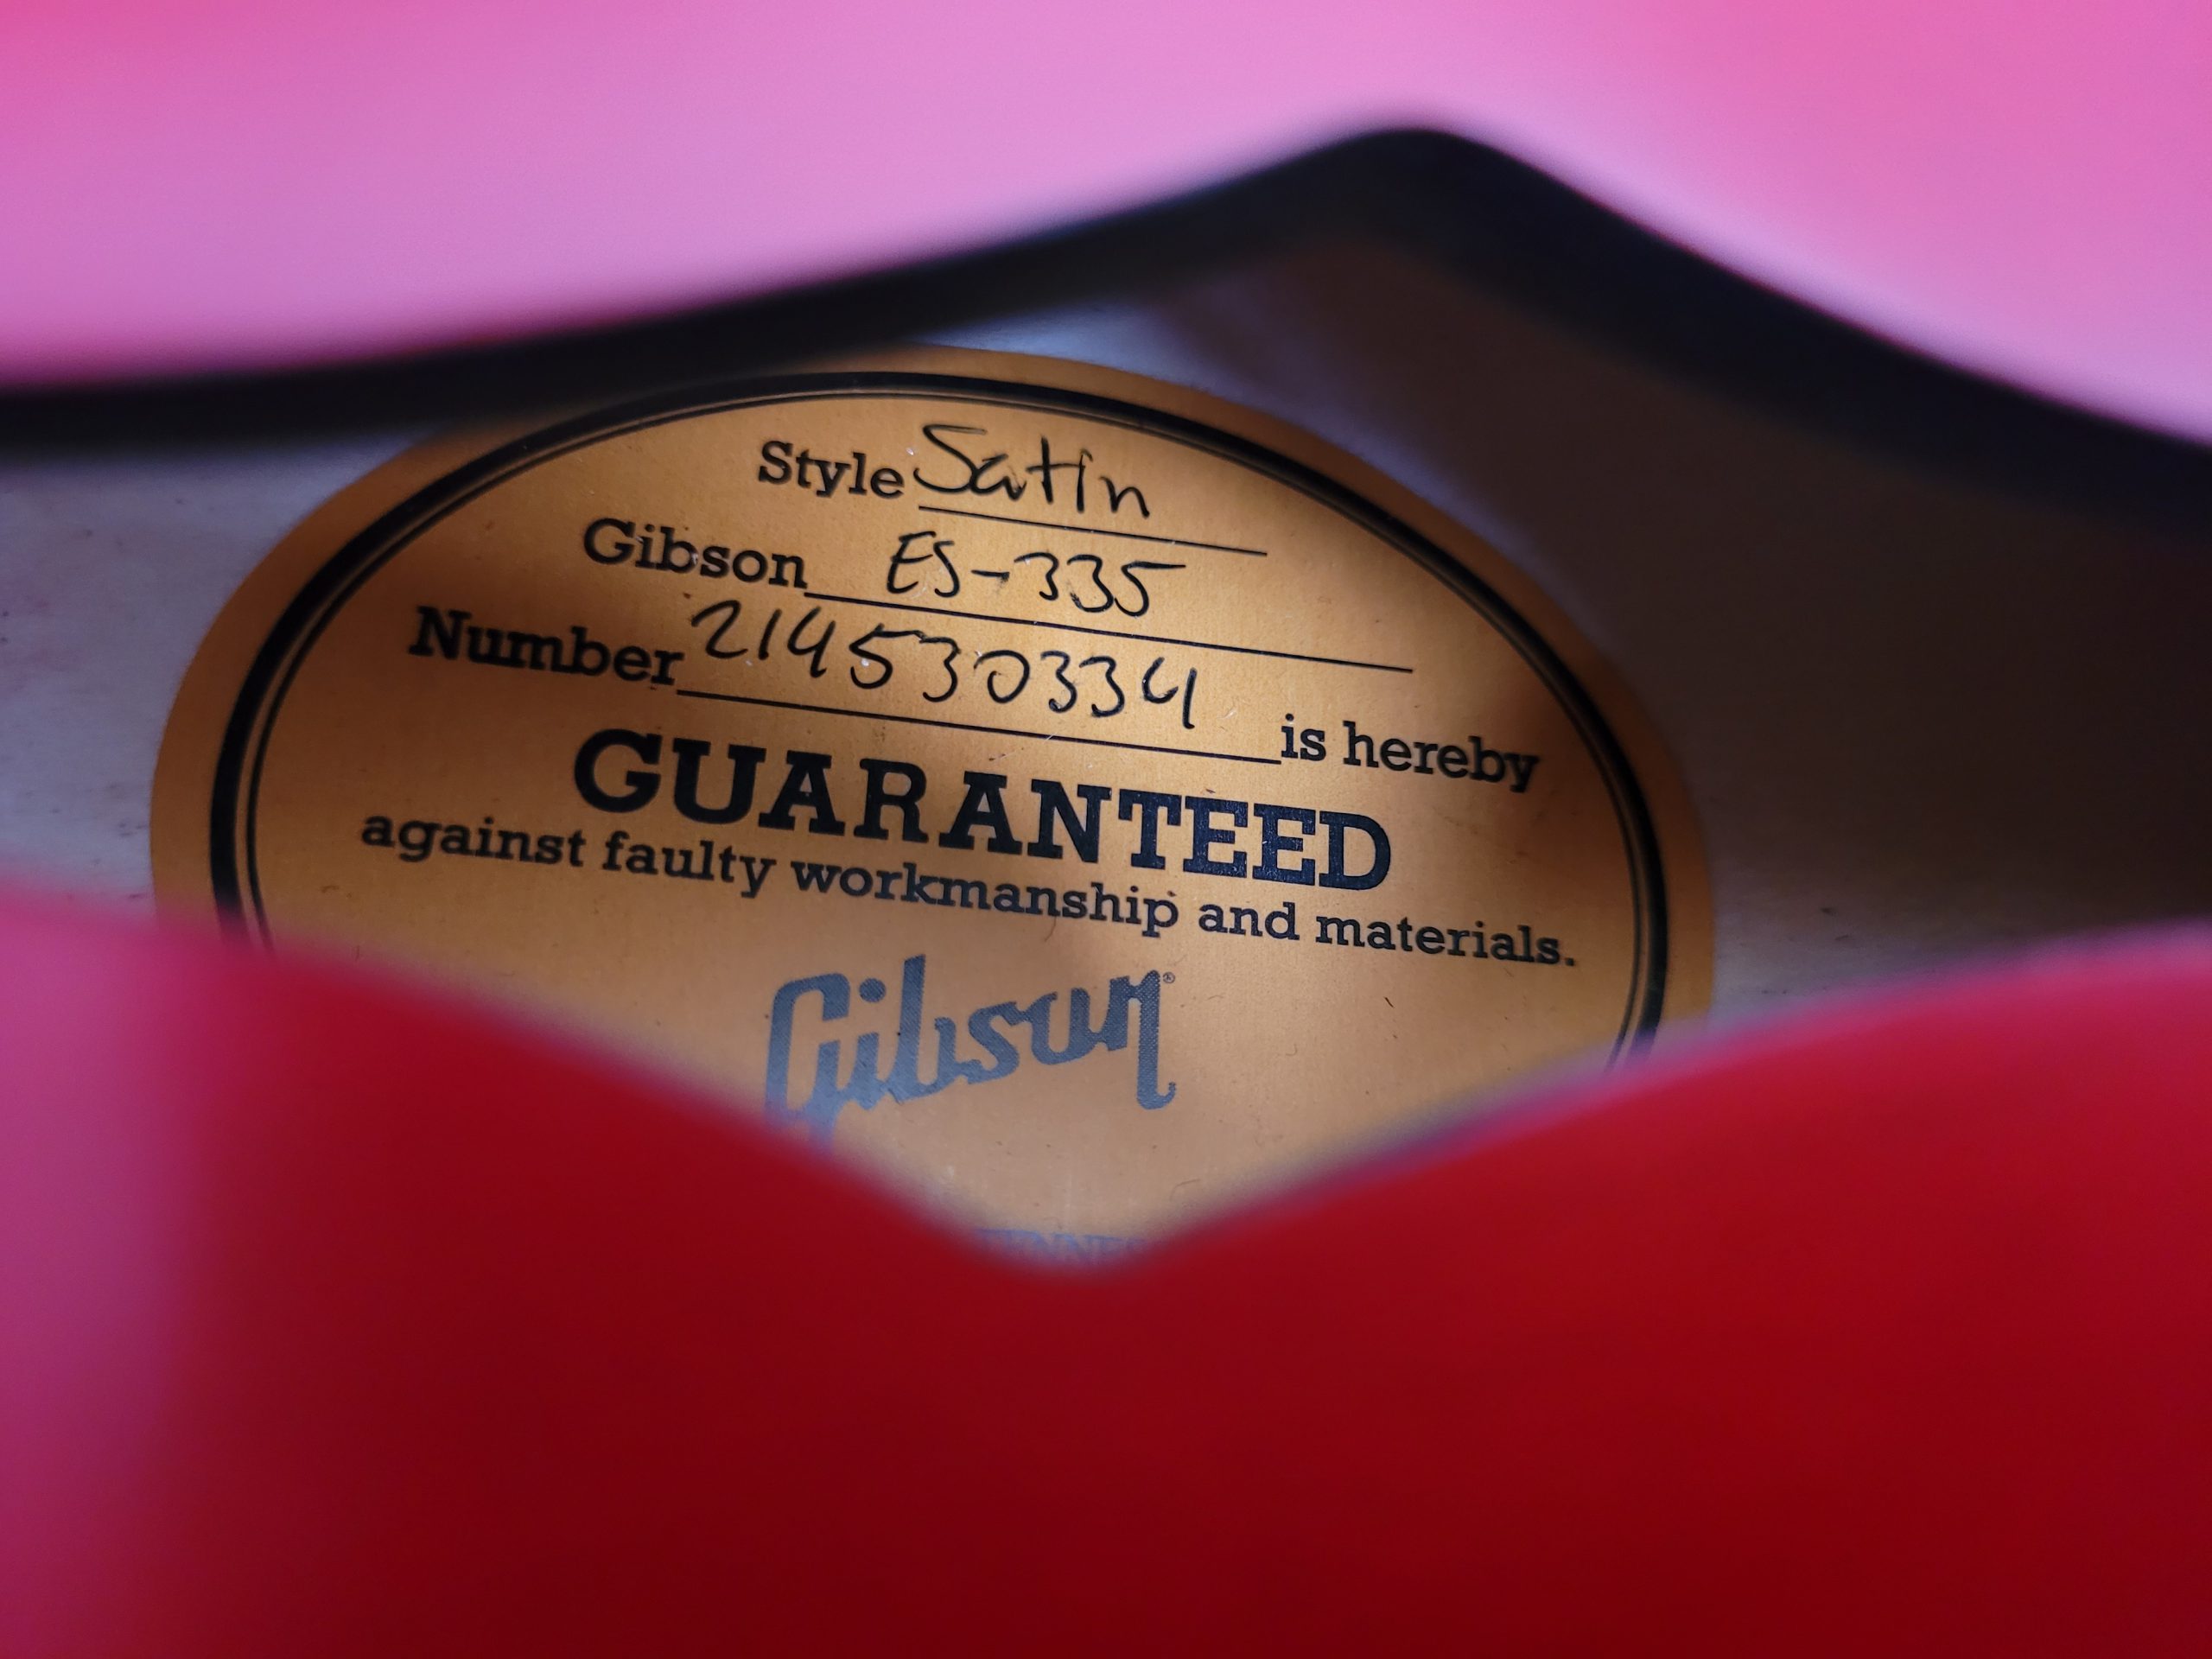 Style Satin
Gibson ES-335
Number 214530334 is hereby
GUARANTEED
against faulty workmanship and materials.
Gibson